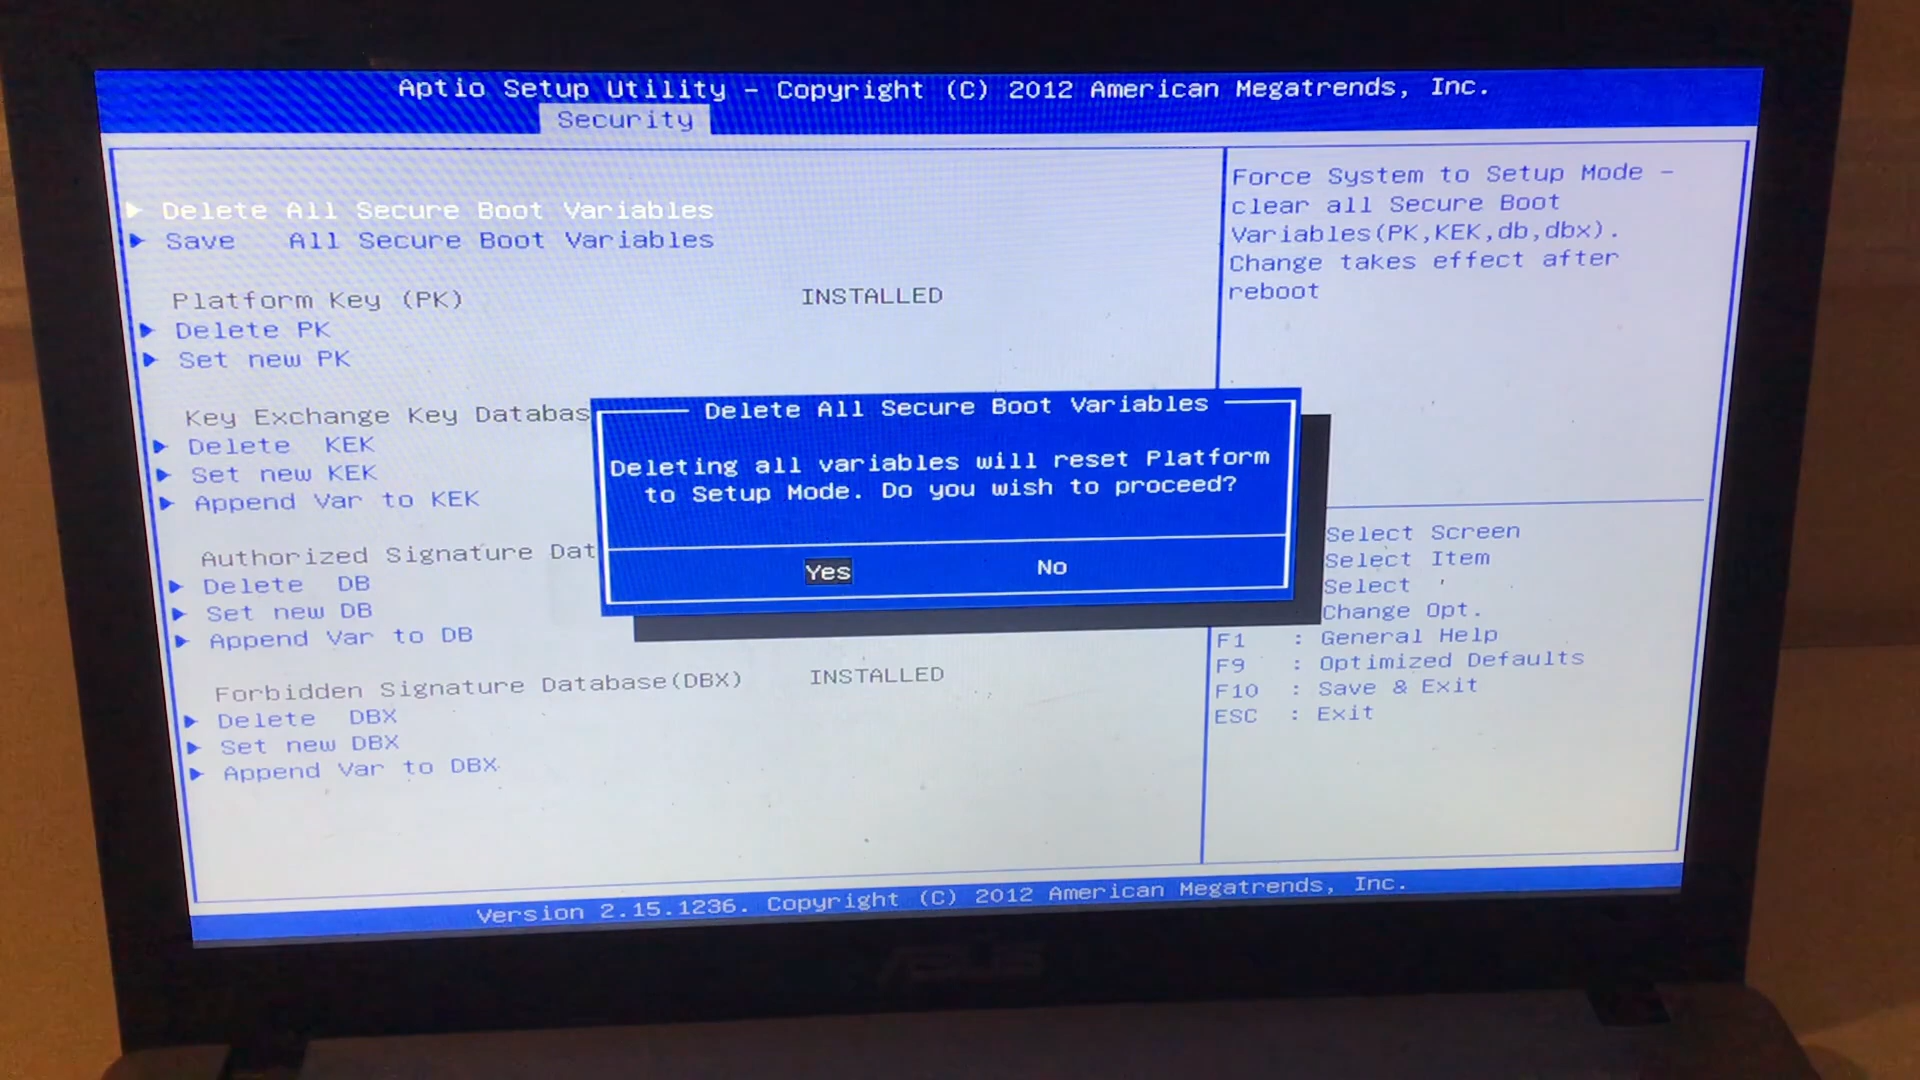 Aptio Setup Utility - Copyright (C) 2012 American Megatrends, Inc.
Security
Delete All Secure Boot Variables
Save All Secure Boot Variables
Platform Key (PK) INSTALLED
Delete PK
Set new PK
Key Exchange Key Databas
Delete KEK
Set new KEK
Append Var to KEK
Authorized Signature Dat
Delete DB
Set new DB
Append Var to DB
Forbidden Signature Database(DBX) INSTALLED
Delete DBX
Set new DBX
Append Var to DBX
Delete All Secure Boot Variables
Deleting all variables will reset Platform
to Setup Mode. Do you wish to proceed?
Yes No
Force System to Setup Mode -
clear all Secure Boot
Variables(PK,KEK,db,dbx).
Change takes effect after
reboot
Select Screen
Select Item
Select
Change Opt.
F1 : General Help
F9 : Optimized Defaults
F10 : Save & Exit
ESC : Exit
Version 2.15.1236. Copyright (C) 2012 American Megatrends, Inc.
ASUS